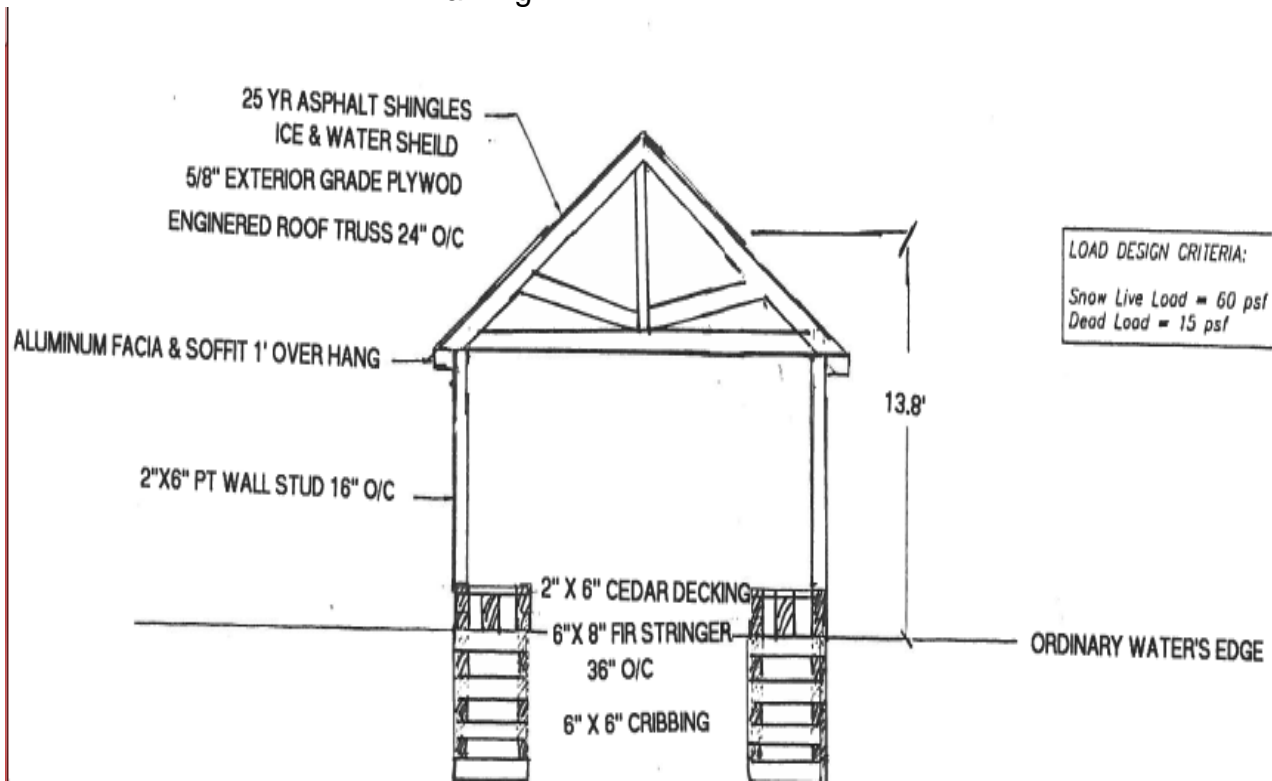 25 YR ASPHALT SHINGLES
ICE & WATER SHEILD
5/8" EXTERIOR GRADE PLYWOD
ENGINERED ROOF TRUSS 24" O/C
LOAD DESIGN CRITERIA:
Snow Live Load = 60 psf
Dead Load = 15 psf
ALUMINUM FACIA & SOFFIT 1' OVER HANG
13.8'
2"X6" PT WALL STUD 16" O/C
2" X 6" CEDAR DECKING
6"X 8" FIR STRINGER
36" O/C
6" X 6" CRIBBING
ORDINARY WATER'S EDGE